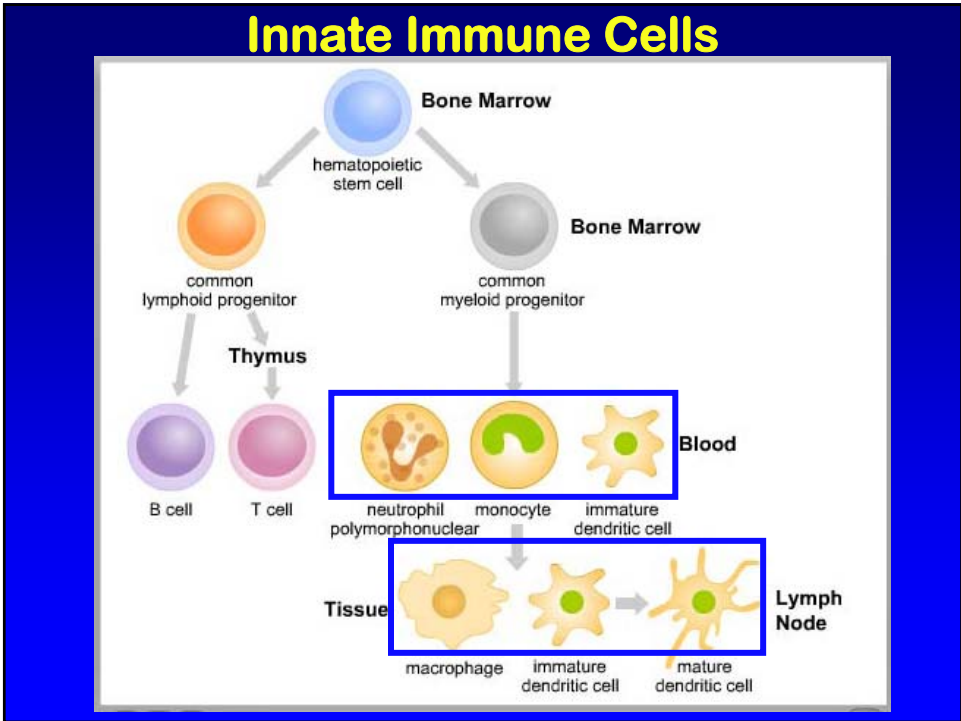 Innate Immune Cells
Bone Marrow
hematopoietic
stem cell
Bone Marrow
common
lymphoid progenitor
common
myeloid progenitor
Thymus
Blood
B cell
T cell
neutrophil
polymorphonuclear
monocyte
immature
dendritic cell
Tissue
Lymph
Node
macrophage
immature
dendritic cell
mature
dendritic cell